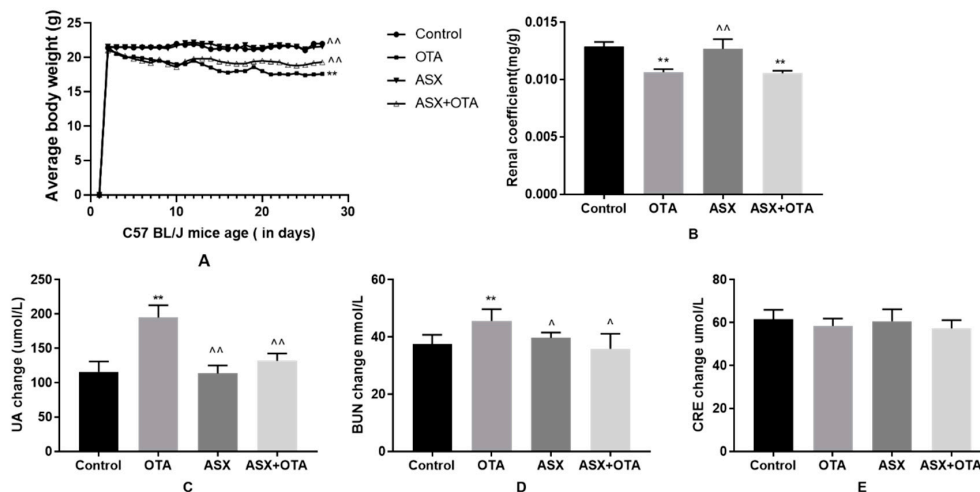 Average body weight (g)
25
20
15
10
5
0
0
10
20
30
^^
^^
**
C57 BL/J mice age ( in days)
A
Control
OTA
ASX
ASX+OTA
Renal coefficient(mg/g)
0.015
0.010
0.005
0.000
**
^^
**
Control
OTA
ASX
ASX+OTA
B
UA change (umol/L)
250
200
150
100
50
0
**
^^
^^
Control
OTA
ASX
ASX+OTA
C
BUN change mmol/L
60
40
20
0
**
^
^
Control
OTA
ASX
ASX+OTA
D
CRE change umol/L
80
60
40
20
0
Control
OTA
ASX
ASX+OTA
E